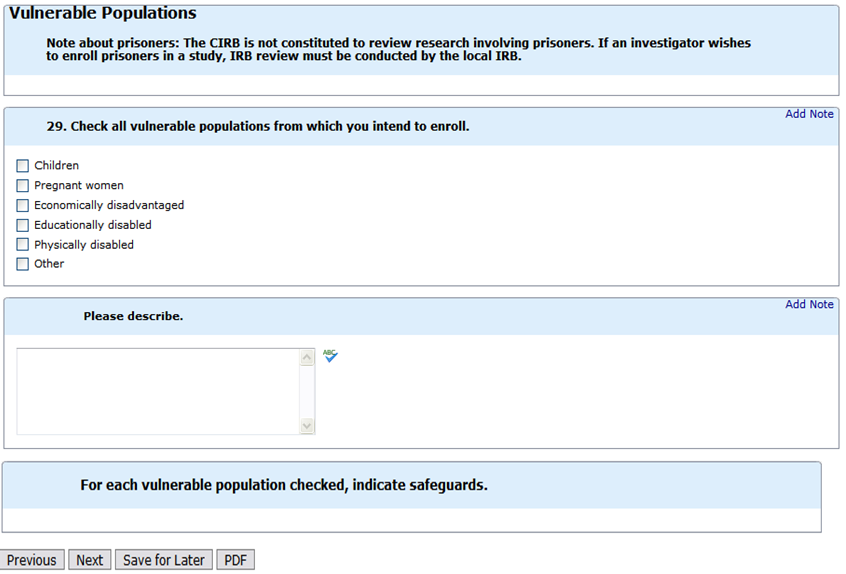 Vulnerable Populations
Note about prisoners: The CIRB is not constituted to review research involving prisoners. If an investigator wishes
to enroll prisoners in a study, IRB review must be conducted by the local IRB.
Add Note
29. Check all vulnerable populations from which you intend to enroll.
Children
Pregnant women
Economically disadvantaged
Educationally disabled
Physically disabled
Other
Add Note
Please describe.
ABC
For each vulnerable population checked, indicate safeguards.
Previous Next Save for Later PDF